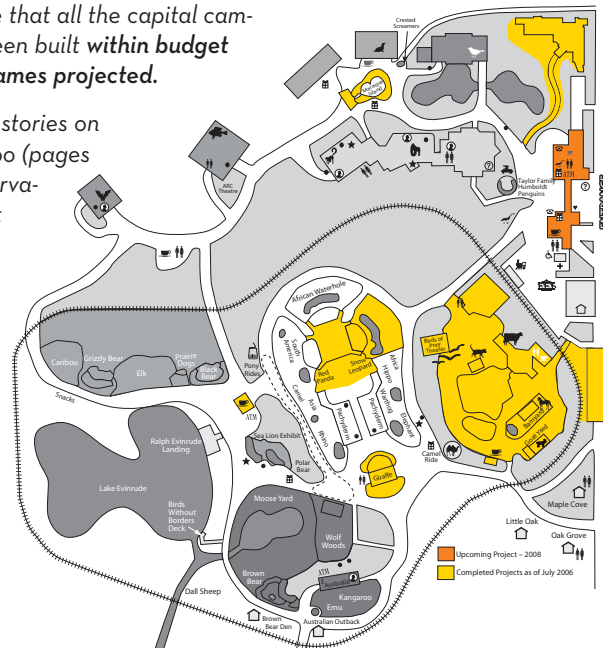 e that all the capital cam-
een built within budget
ames projected.
stories on
oo (pages
erva-
Crested
Screamers
Macaque
Island
ARC
Theatre
Taylor Family
Humboldt
Penguins
ATM
African Waterhole
Birds of
Prey
Theater
South
America
Africa
Red
Panda
Snow
Leopard
Hippo
Camel
Warthog
Asia
Elephant
Rhino
Pachyderm
Pachyderm
Caribou
Grizzly Bear
Elk
Prairie
Dogs
Black
Bear
Pony
Rides
Snacks
ATM
Ralph Evinrude
Landing
Sea Lion Exhibit
Polar
Bear
Lake Evinrude
Giraffe
Camel
Ride
Barnyard
Goat Yard
Birds
Without
Borders
Deck
Moose Yard
Wolf
Woods
Maple Cove
Little Oak
Oak Grove
Upcoming Project – 2008
Completed Projects as of July 2006
Brown
Bear
ATM
Australia
Kangaroo
Emu
Dall Sheep
Brown
Bear Den
Australian Outback